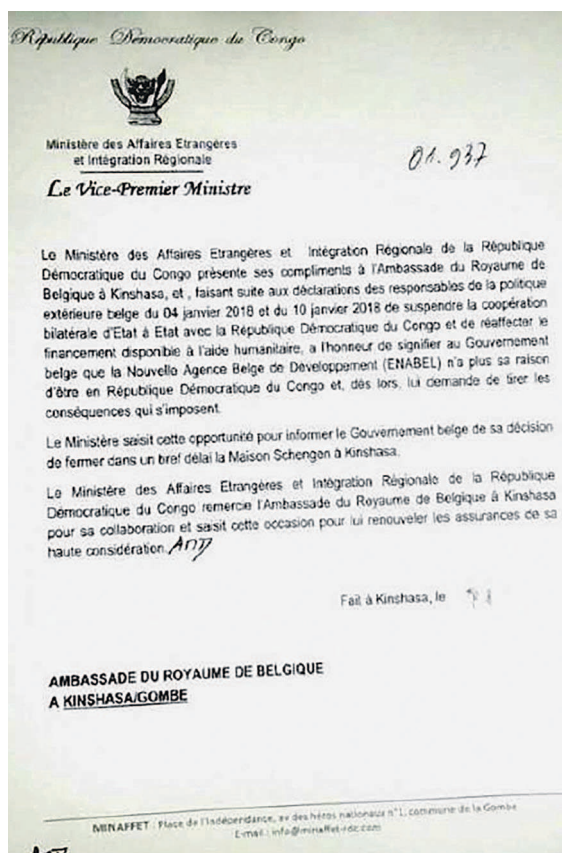 République Démocratique du Congo
Ministère des Affaires Etrangères
et Intégration Régionale
Le Vice-Premier Ministre
01.937
Le Ministère des Affaires Etrangères et Intégration Régionale de la République
Démocratique du Congo présente ses compliments à l'Ambassade du Royaume de
Belgique à Kinshasa, et , faisant suite aux déclarations des responsables de la politique
extérieure belge du 04 janvier 2018 et du 10 janvier 2018 de suspendre la coopération
bilatérale d'Etat à Etat avec la République Démocratique du Congo et de réaffecter le
financement disponible à l'aide humanitaire, a l'honneur de signifier au Gouvernement
belge que la Nouvelle Agence Belge de Développement (ENABEL) n'a plus sa raison
d'être en République Démocratique du Congo et, dès lors, lui demande de tirer les
conséquences qui s'imposent.
Le Ministère saisit cette opportunité pour informer le Gouvernement belge de sa décision
de fermer dans un bref délai la Maison Schengen à Kinshasa.
Le Ministère des Affaires Etrangères et Intégration Régionale de la République
Démocratique du Congo remercie l'Ambassade du Royaume de Belgique à Kinshasa
pour sa collaboration et saisit cette occasion pour lui renouveler les assurances de sa
haute considération.
Fait à Kinshasa, le
AMBASSADE DU ROYAUME DE BELGIQUE
A KINSHASA/GOMBE
MINAFFET : Place de l'Indépendance, av des héros nationaux n°1, commune de la Gombe
E-mail : info@minaffet-rdc.com